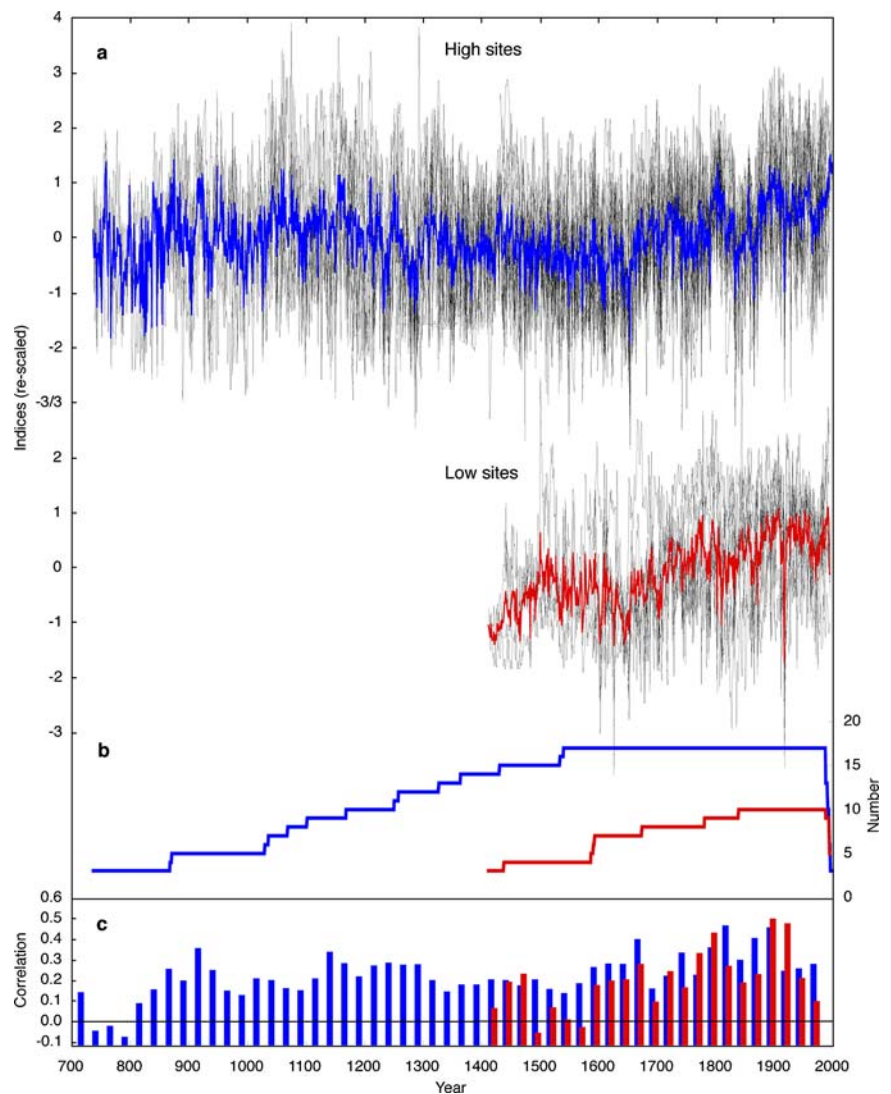 4
a
High sites
3
2
1
0
-1
-2
-3/3
Indices (re-scaled)
Low sites
2
1
0
-1
-2
-3
b
20
15
10
5
0
Number
0.6
c
0.5
0.4
0.3
0.2
0.1
0.0
-0.1
Correlation
700 800 900 1000 1100 1200 1300 1400 1500 1600 1700 1800 1900 2000
Year